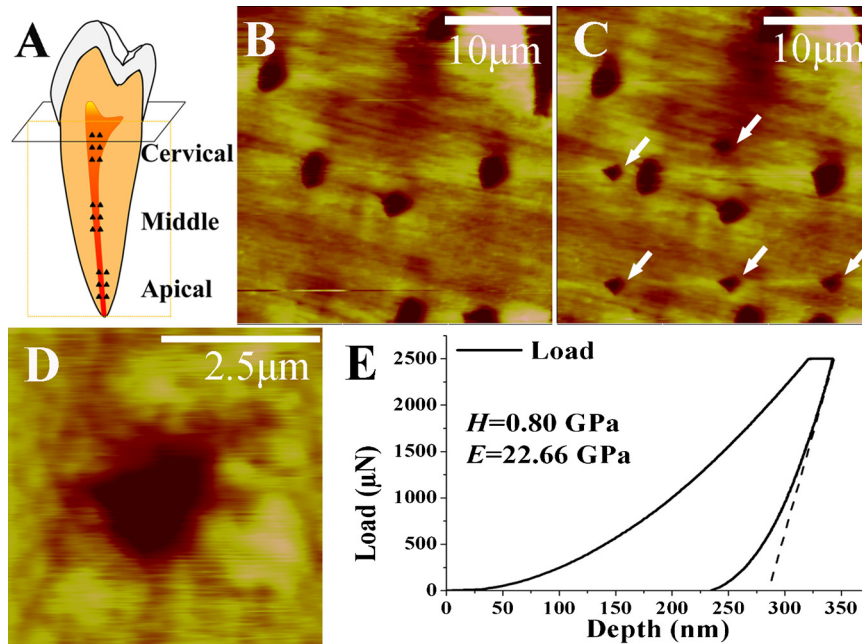 A
Cervical
Middle
Apical
B
10μm
C
10μm
D
2.5μm
E
Load
H=0.80 GPa
E=22.66 GPa
Load (μN)
2500
2000
1500
1000
500
0
0 50 100 150 200 250 300 350
Depth (nm)